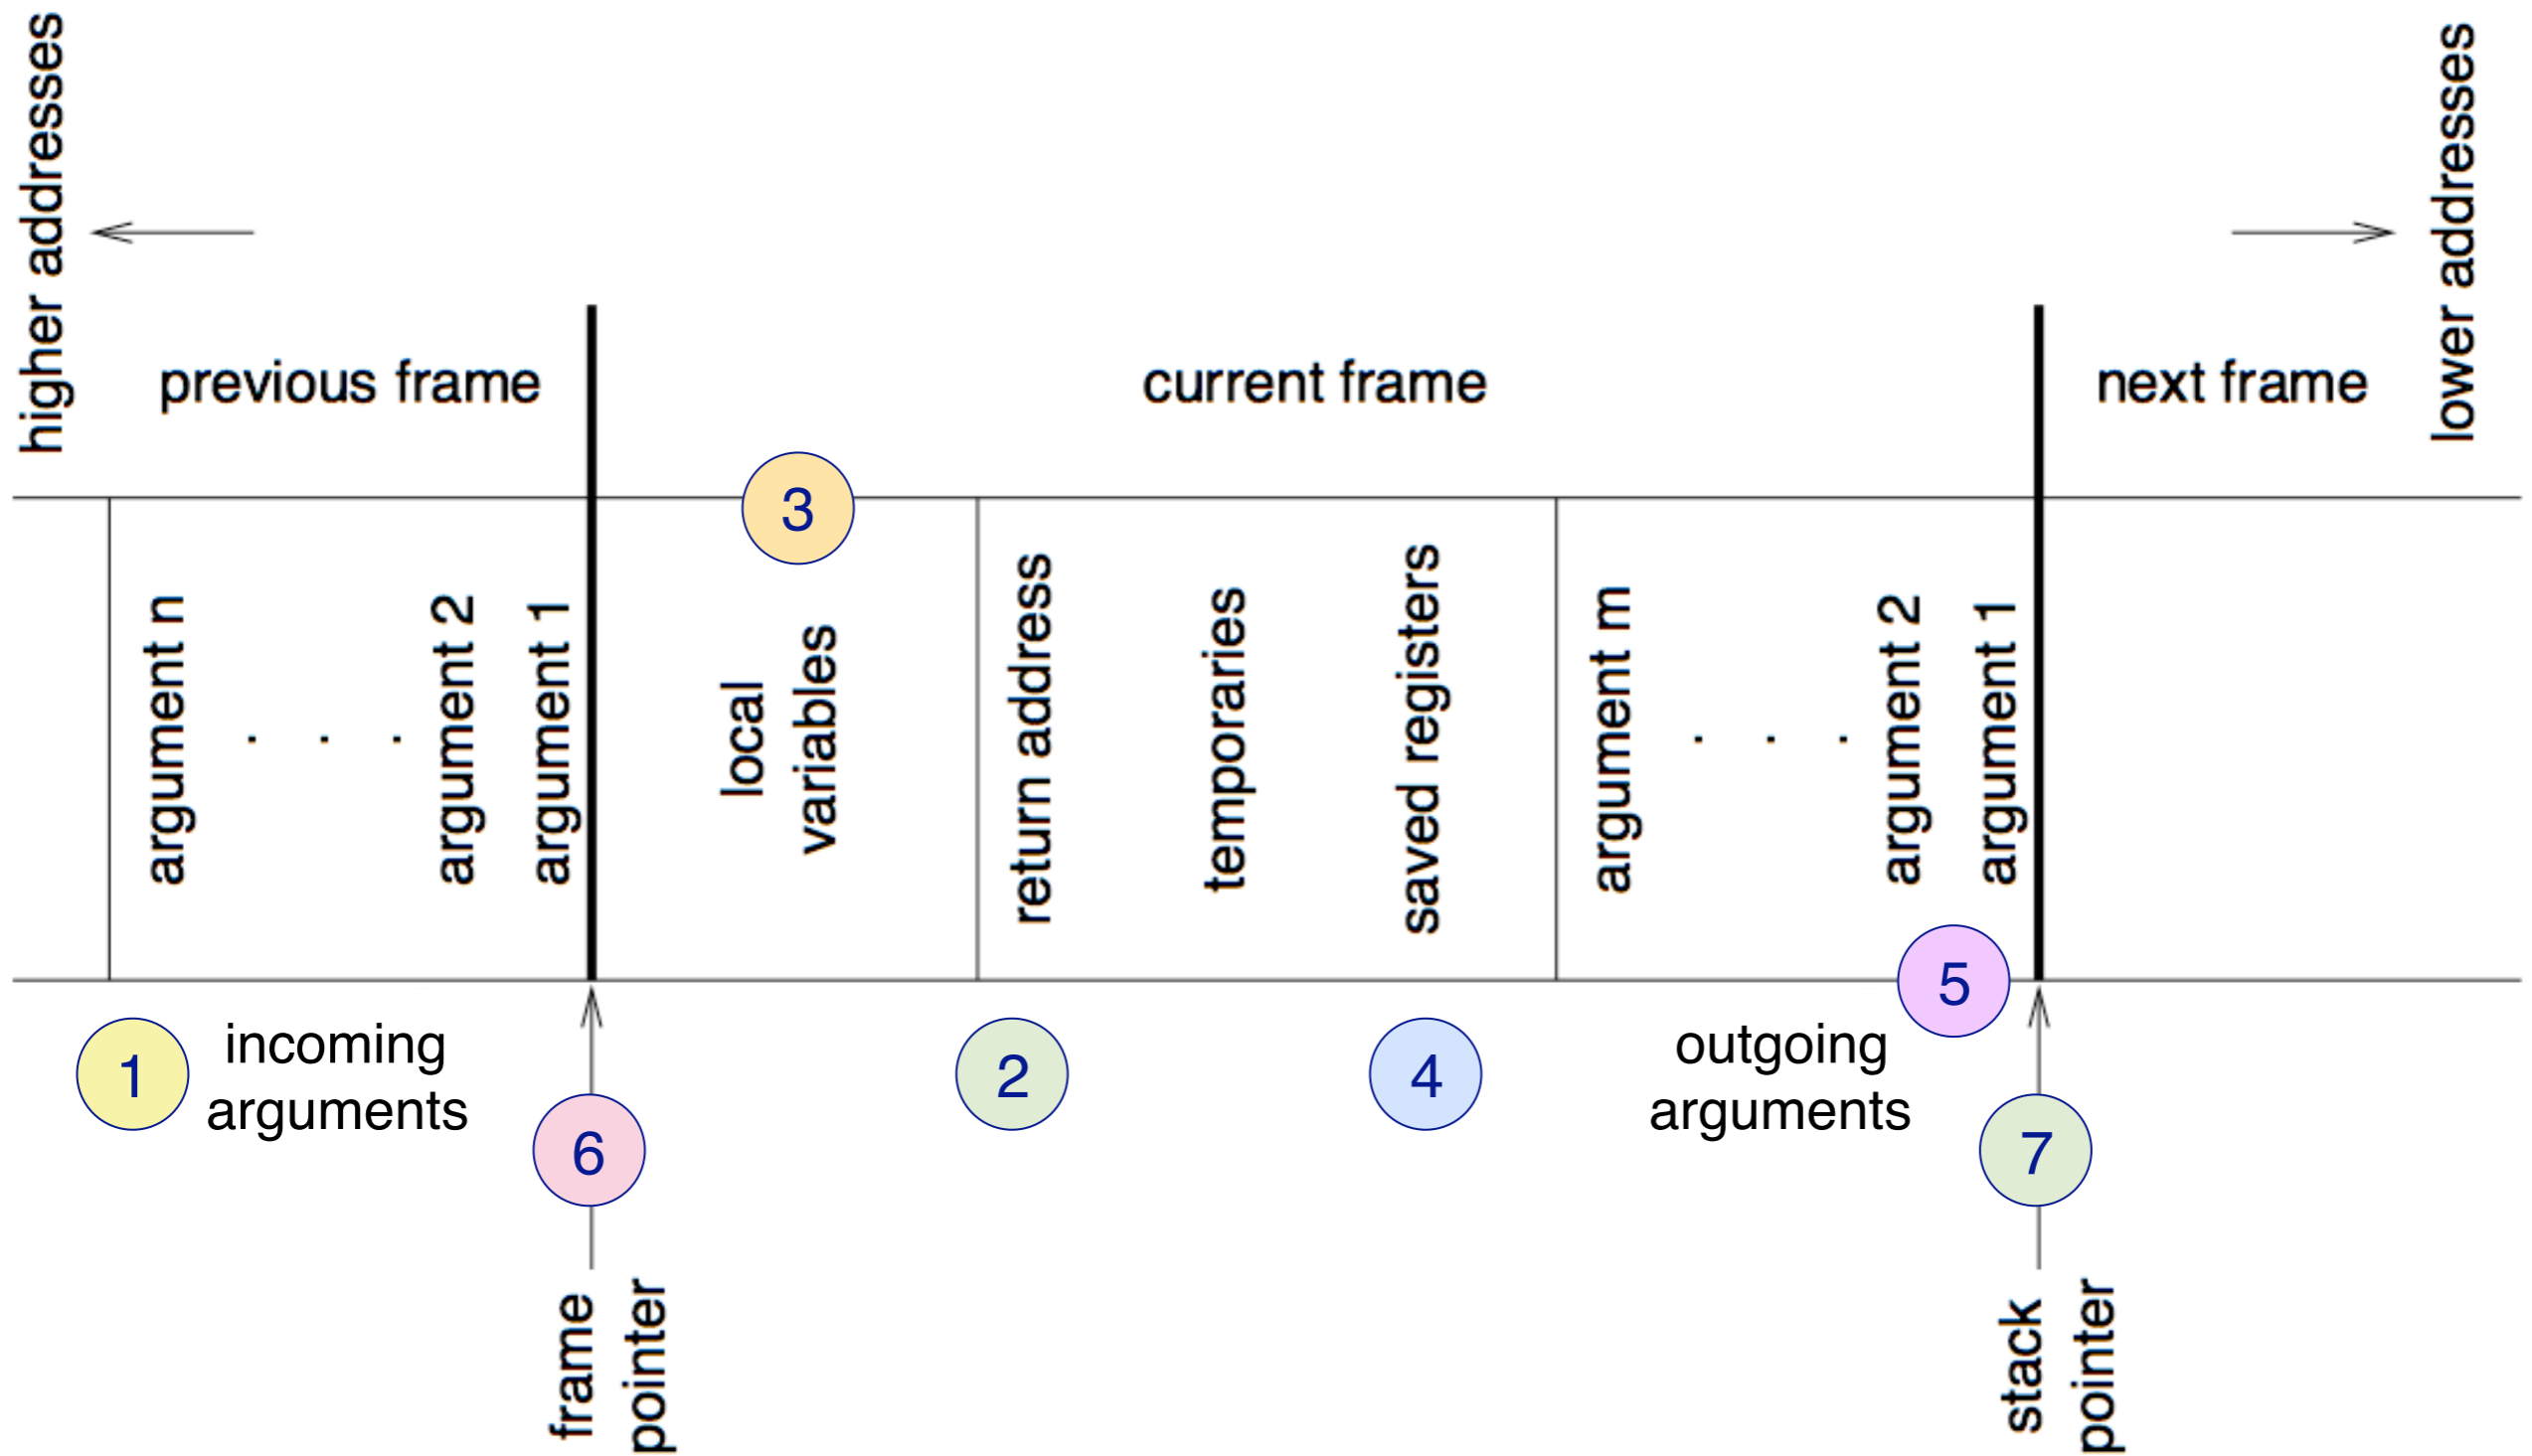 higher addresses
lower addresses
previous frame
current frame
next frame
3
argument n
. . .
argument 2
argument 1
local
variables
return address
temporaries
saved registers
argument m
. . .
argument 2
argument 1
5
1
incoming
arguments
2
4
outgoing
arguments
6
7
frame
pointer
stack
pointer